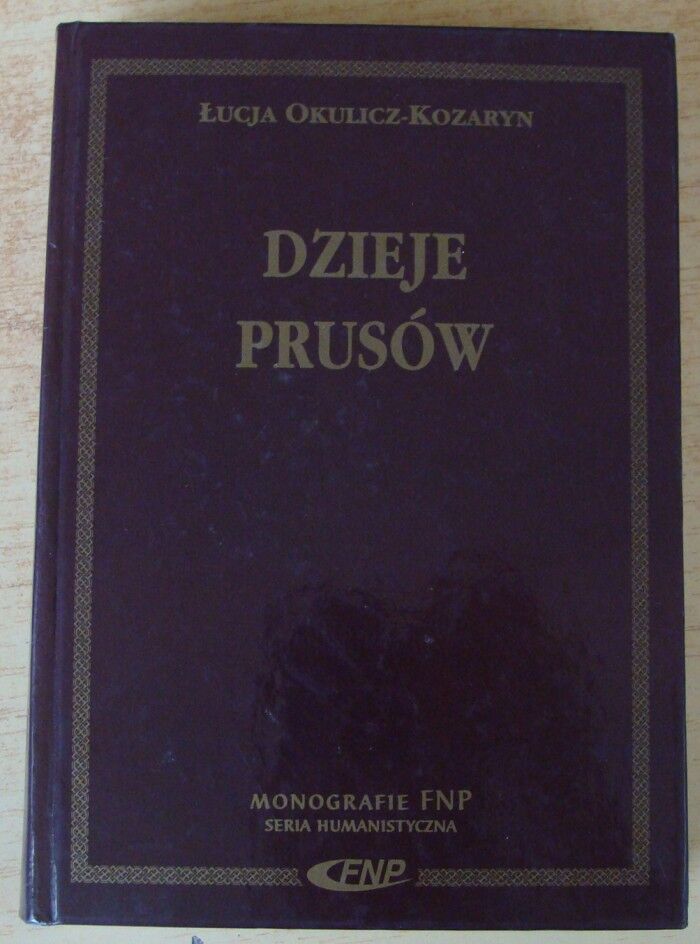 Łucja Okulicz-Kozaryn
DZIEJE
PRUSÓW
MONOGRAFIE FNP
SERIA HUMANISTYCZNA
FNP